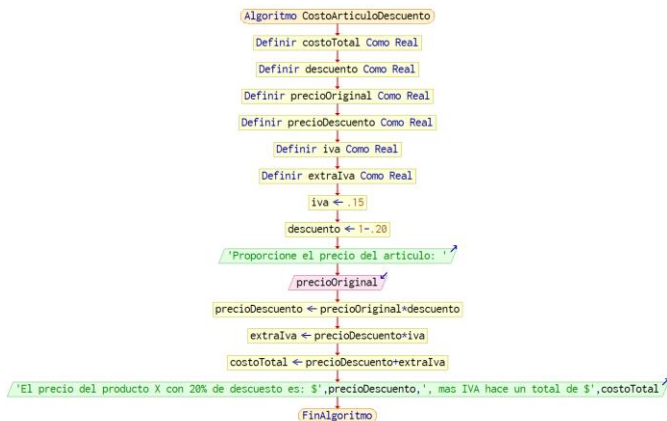 Algoritmo CostoArticuloDescuento
Definir costoTotal Como Real
Definir descuento Como Real
Definir precioOriginal Como Real
Definir precioDescuento Como Real
Definir iva Como Real
Definir extraIva Como Real
iva ← .15
descuento ← 1-.20
'Proporcione el precio del articulo: '
precioOriginal
precioDescuento ← precioOriginal*descuento
extraIva ← precioDescuento*iva
costoTotal ← precioDescuento+extraIva
'El precio del producto X con 20% de descuesto es: $',precioDescuento,', mas IVA hace un total de $',costoTotal
FinAlgoritmo